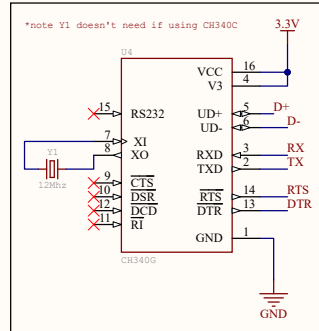 *note Y1 doesn't need if using CH340C
3.3V
U4
VCC 16
V3 4
15 RS232
UD+ 5 D+
UD- 6 D-
7 XI
8 XO
Y1
12Mhz
RXD 3 RX
TXD 2 TX
9 CTS
10 DSR
12 DCD
11 RI
RTS 14 RTS
DTR 13 DTR
GND 1
CH340G
GND